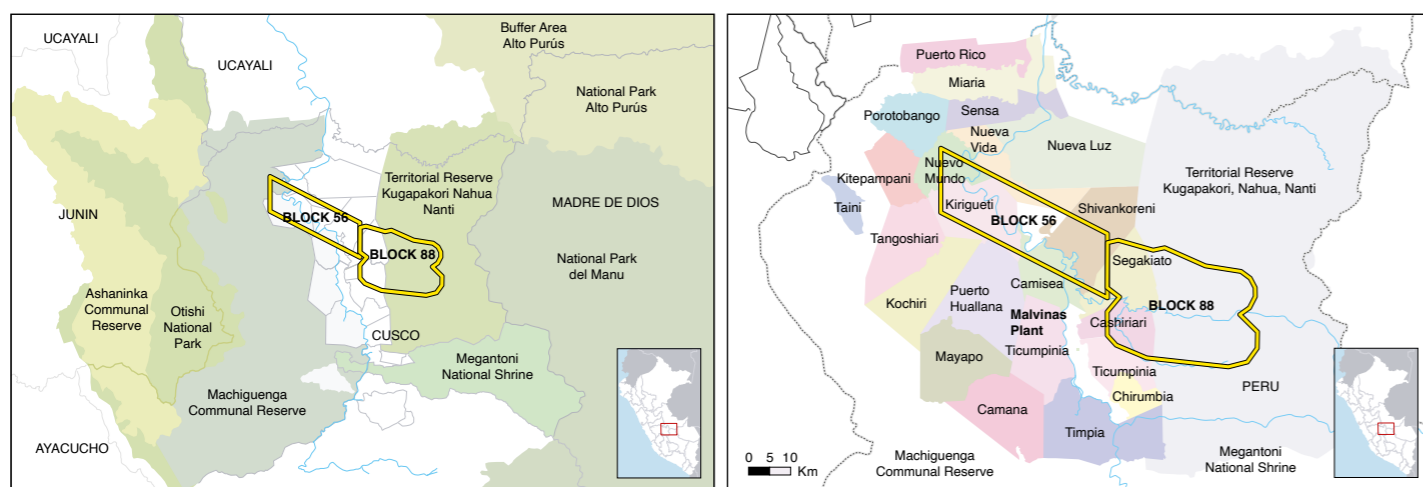 UCAYALI
UCAYALI
Buffer Area
Alto Purús
National Park
Alto Purús
Territorial Reserve
Kugapakori Nahua
Nanti
JUNIN
BLOCK 56
MADRE DE DIOS
BLOCK 88
National Park
del Manu
Ashaninka
Communal
Reserve
Otishi
National
Park
CUSCO
Megantoni
National Shrine
Machiguenga
Communal Reserve
AYACUCHO
Puerto Rico
Miaria
Sensa
Porotobango
Nueva
Vida
Nueva Luz
Nuevo
Mundo
Kitepampani
Territorial Reserve
Kugapakori, Nahua, Nanti
Taini
Kirigueti
Shivankoreni
BLOCK 56
Tangoshiari
Segakiato
Camisea
Kochiri
Puerto
Huallana
BLOCK 88
Malvinas
Plant
Cashiriari
Mayapo
Ticumpinia
Ticumpinia
PERU
Chirumbia
Camana
Timpia
0 5 10
Km
Machiguenga
Communal Reserve
Megantoni
National Shrine